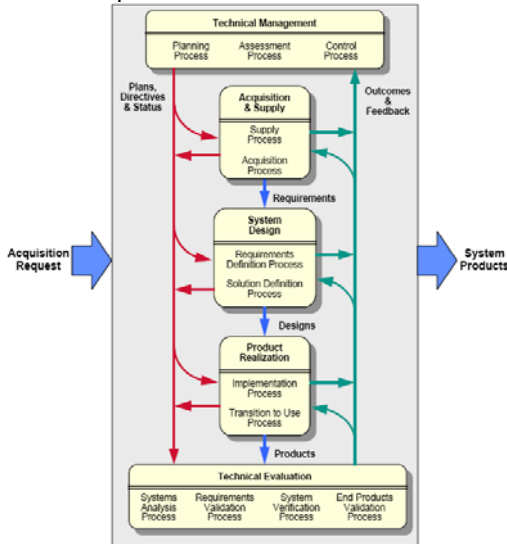 Technical Management
Planning Process
Assessment Process
Control Process
Plans,
Directives
& Status
Outcomes
&
Feedback
Acquisition
& Supply
Supply
Process
Acquisition
Process
Requirements
System
Design
Requirements
Definition Process
Solution Definition
Process
Acquisition
Request
System
Products
Designs
Product
Realization
Implementation
Process
Transition to Use
Process
Products
Technical Evaluation
Systems
Analysis
Process
Requirements
Validation
Process
System
Verification
Process
End Products
Validation
Process